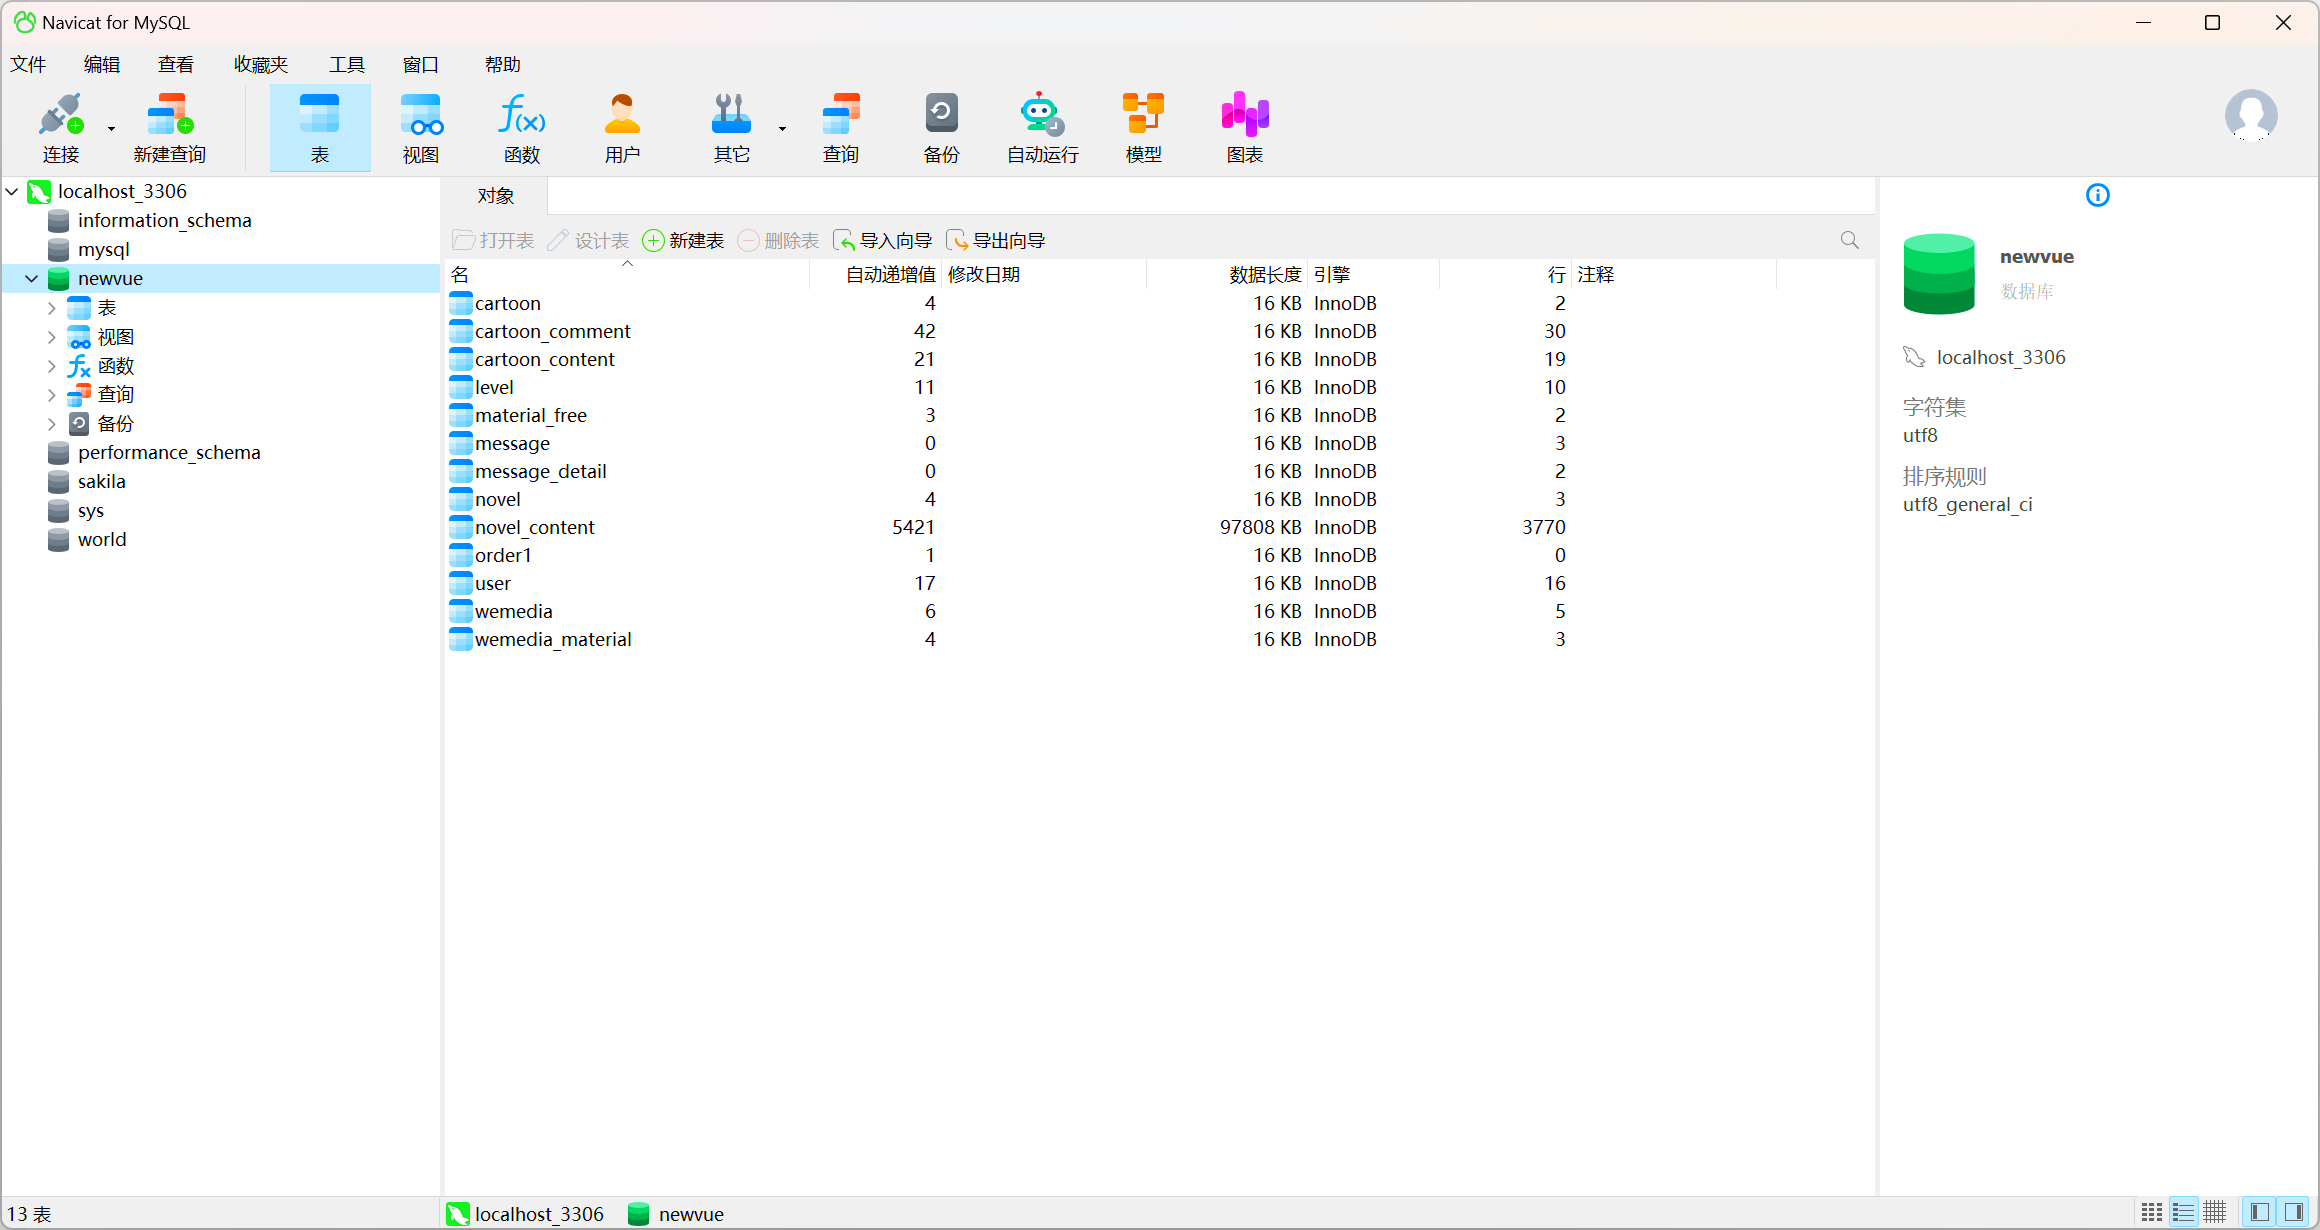 Navicat for MySQL
文件 编辑 查看 收藏夹 工具 窗口 帮助
连接 新建查询 表 视图 函数 用户 其它 查询 备份 自动运行 模型 图表
localhost_3306
information_schema
mysql
newvue
表
视图
函数
查询
备份
performance_schema
sakila
sys
world
对象
打开表 设计表 新建表 删除表 导入向导 导出向导
名 自动递增值 修改日期 数据长度 引擎 行 注释
cartoon 4 16 KB InnoDB 2
cartoon_comment 42 16 KB InnoDB 30
cartoon_content 21 16 KB InnoDB 19
level 11 16 KB InnoDB 10
material_free 3 16 KB InnoDB 2
message 0 16 KB InnoDB 3
message_detail 0 16 KB InnoDB 2
novel 4 16 KB InnoDB 3
novel_content 5421 97808 KB InnoDB 3770
order1 1 16 KB InnoDB 0
user 17 16 KB InnoDB 16
wemedia 6 16 KB InnoDB 5
wemedia_material 4 16 KB InnoDB 3
newvue
数据库
localhost_3306
字符集
utf8
排序规则
utf8_general_ci
13 表 localhost_3306 newvue